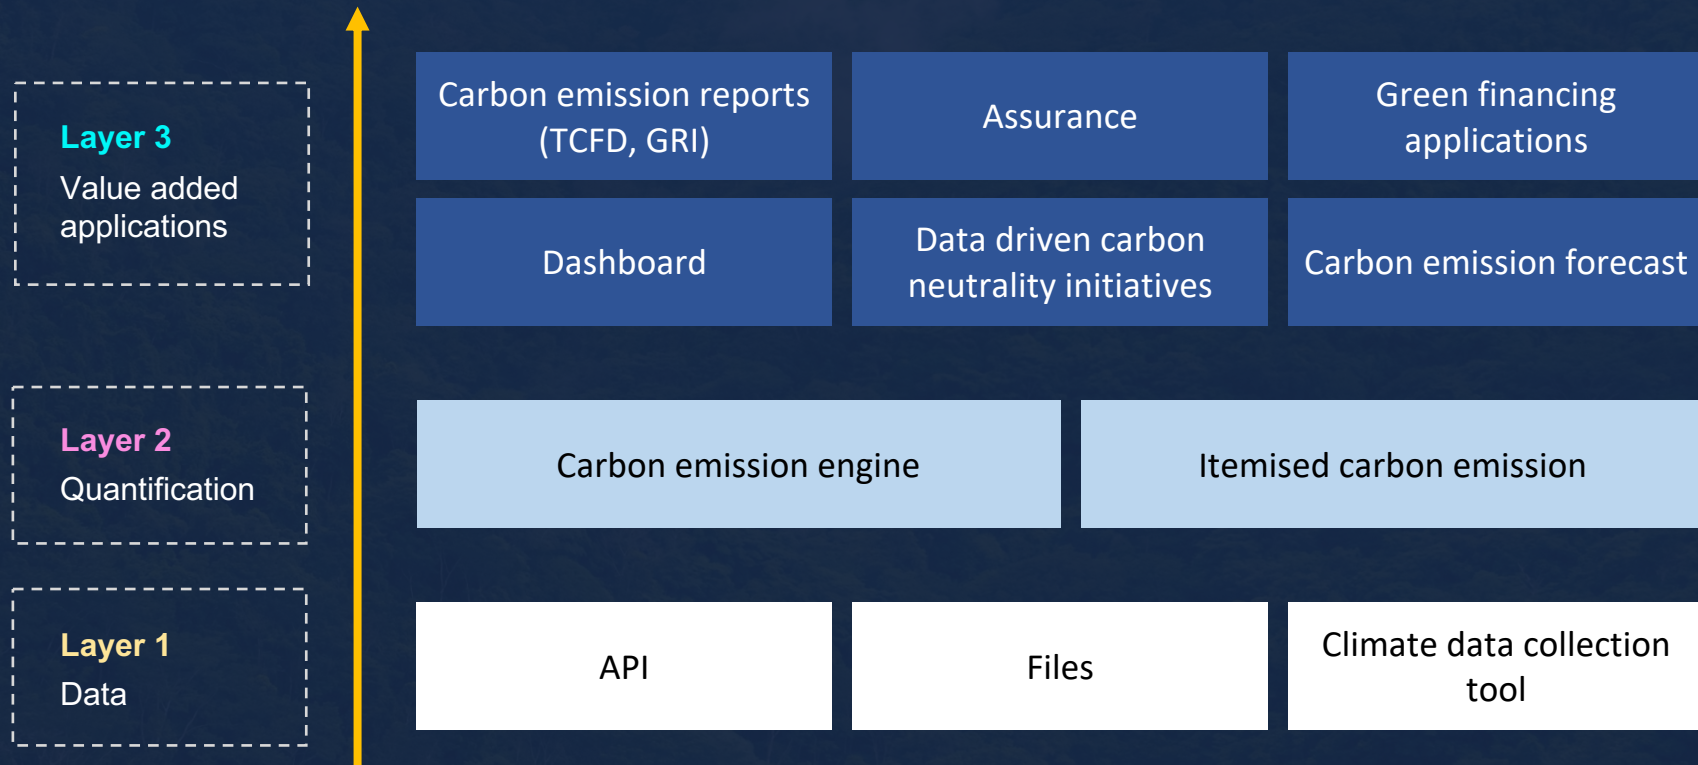 Layer 3
Value added
applications
Carbon emission reports
(TCFD, GRI)
Assurance
Green financing
applications
Dashboard
Data driven carbon
neutrality initiatives
Carbon emission forecast
Layer 2
Quantification
Carbon emission engine
Itemised carbon emission
Layer 1
Data
API
Files
Climate data collection
tool